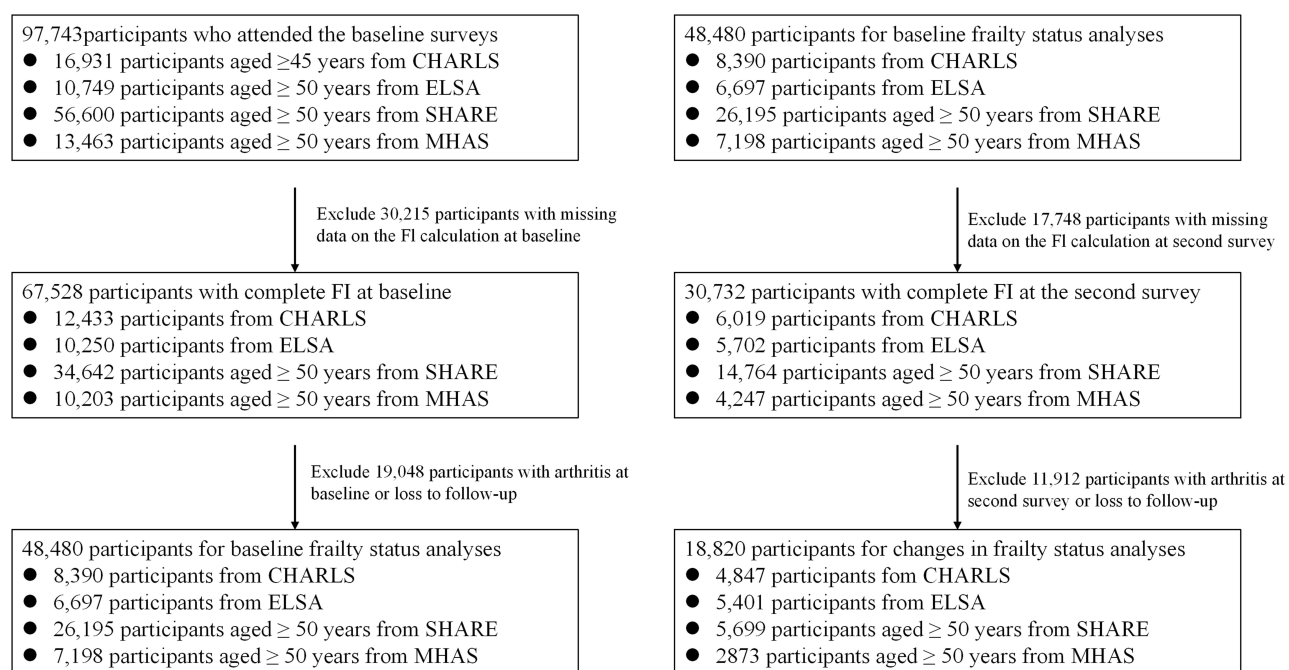 97,743participants who attended the baseline surveys
● 16,931 participants aged ≥45 years fom CHARLS
● 10,749 participants aged ≥ 50 years from ELSA
● 56,600 participants aged ≥ 50 years from SHARE
● 13,463 participants aged ≥ 50 years from MHAS
Exclude 30,215 participants with missing
data on the Fl calculation at baseline
67,528 participants with complete FI at baseline
● 12,433 participants from CHARLS
● 10,250 participants from ELSA
● 34,642 participants aged ≥ 50 years from SHARE
● 10,203 participants aged ≥ 50 years from MHAS
Exclude 19,048 participants with arthritis at
baseline or loss to follow-up
48,480 participants for baseline frailty status analyses
● 8,390 participants from CHARLS
● 6,697 participants from ELSA
● 26,195 participants aged ≥ 50 years from SHARE
● 7,198 participants aged ≥ 50 years from MHAS
48,480 participants for baseline frailty status analyses
● 8,390 participants from CHARLS
● 6,697 participants from ELSA
● 26,195 participants aged ≥ 50 years from SHARE
● 7,198 participants aged ≥ 50 years from MHAS
Exclude 17,748 participants with missing
data on the Fl calculation at second survey
30,732 participants with complete FI at the second survey
● 6,019 participants from CHARLS
● 5,702 participants from ELSA
● 14,764 participants aged ≥ 50 years from SHARE
● 4,247 participants aged ≥ 50 years from MHAS
Exclude 11,912 participants with arthritis at
second survey or loss to follow-up
18,820 participants for changes in frailty status analyses
● 4,847 participants fom CHARLS
● 5,401 participants from ELSA
● 5,699 participants aged ≥ 50 years from SHARE
● 2873 participants aged ≥ 50 years from MHAS